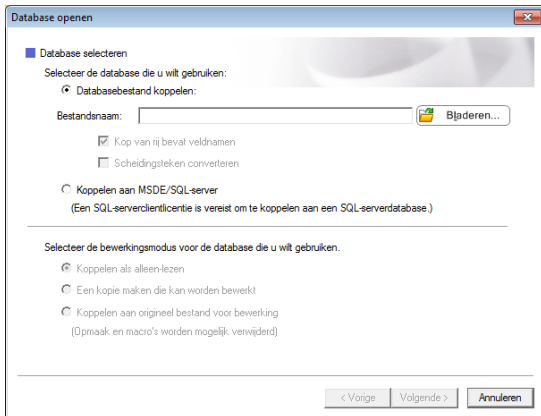 Database openen
Database selecteren
Selecteer de database die u wilt gebruiken:
Databasebestand koppelen:
Bestandsnaam:
Bladeren...
Kop van rij bevat veldnamen
Scheidingsteken converteren
Koppelen aan MSDE/SQL-server
(Een SQL-serverclientlicentie is vereist om te koppelen aan een SQL-serverdatabase.)
Selecteer de bewerkingsmodus voor de database die u wilt gebruiken.
Koppelen als alleen-lezen
Een kopie maken die kan worden bewerkt
Koppelen aan origineel bestand voor bewerking
(Opmaak en macro's worden mogelijk verwijderd)
< Vorige Volgende > Annuleren